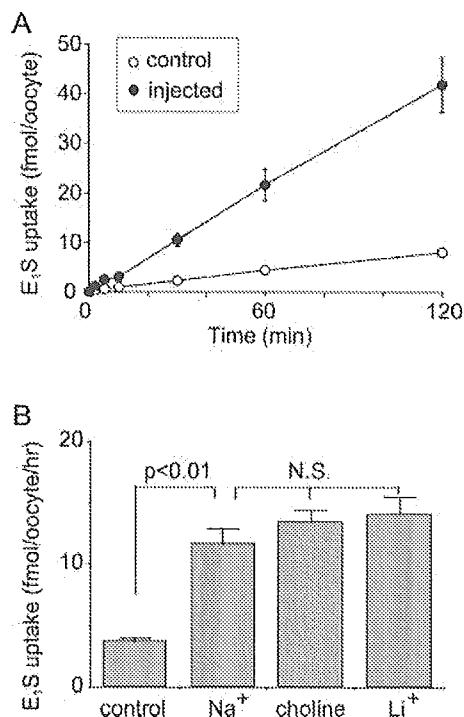 A
50
40
30
20
10
0
E₁S uptake (fmol/oocyte)
control
injected
0 60 120
Time (min)
B
20
10
0
E₁S uptake (fmol/oocyte/hr)
p<0.01 N.S.
control Na⁺ choline Li⁺